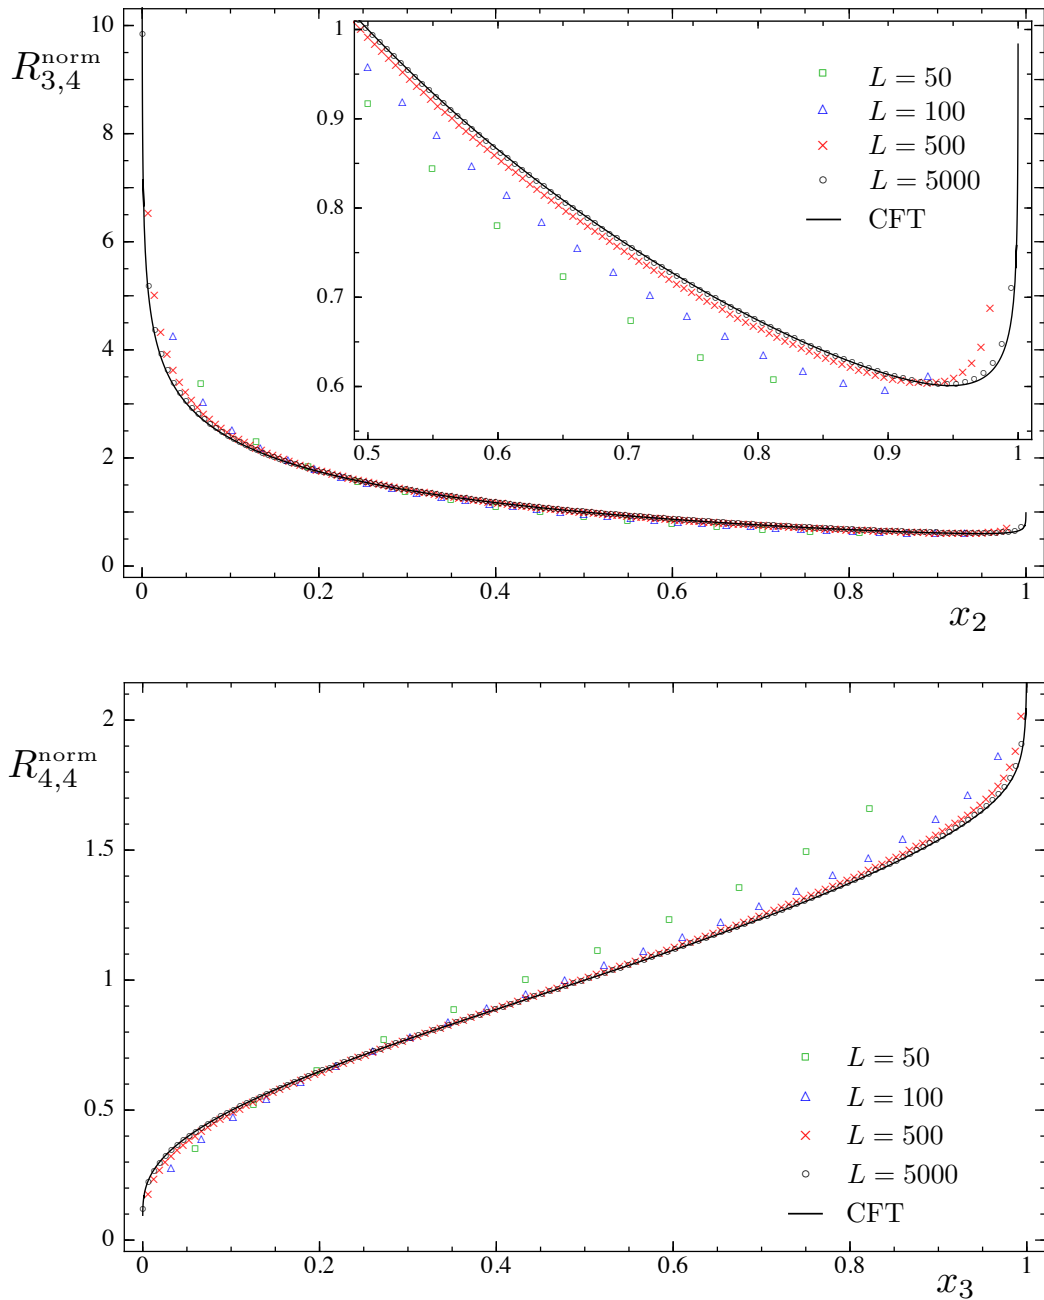 R^norm_3,4
10
8
6
4
2
0
0 0.2 0.4 0.6 0.8 1
x_2
1
0.9
0.8
0.7
0.6
0.5 0.6 0.7 0.8 0.9 1
L = 50
L = 100
L = 500
L = 5000
CFT
R^norm_4,4
2
1.5
1
0.5
0
0 0.2 0.4 0.6 0.8 1
x_3
L = 50
L = 100
L = 500
L = 5000
CFT